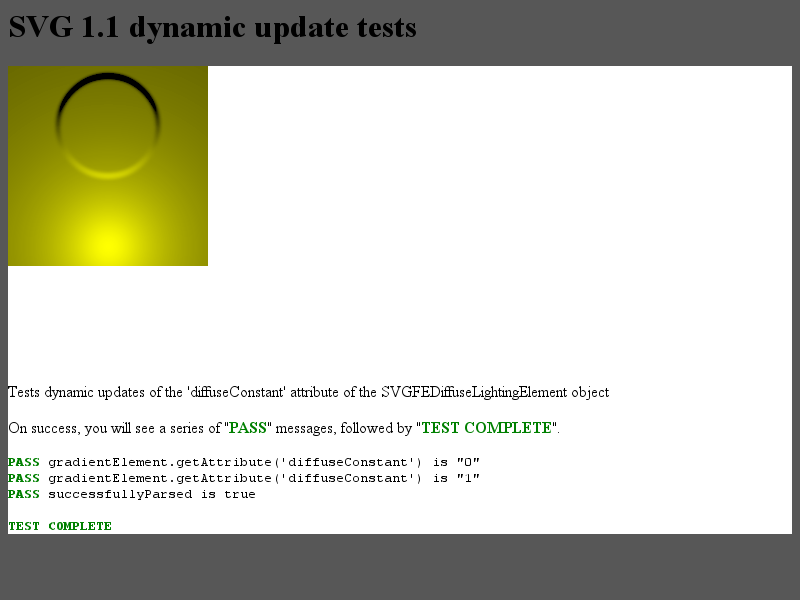 SVG 1.1 dynamic update tests
Tests dynamic updates of the 'diffuseConstant' attribute of the SVGFEDiffuseLightingElement object
On success, you will see a series of "PASS" messages, followed by "TEST COMPLETE".
PASS gradientElement.getAttribute('diffuseConstant') is "0"
PASS gradientElement.getAttribute('diffuseConstant') is "1"
PASS successfullyParsed is true
TEST COMPLETE